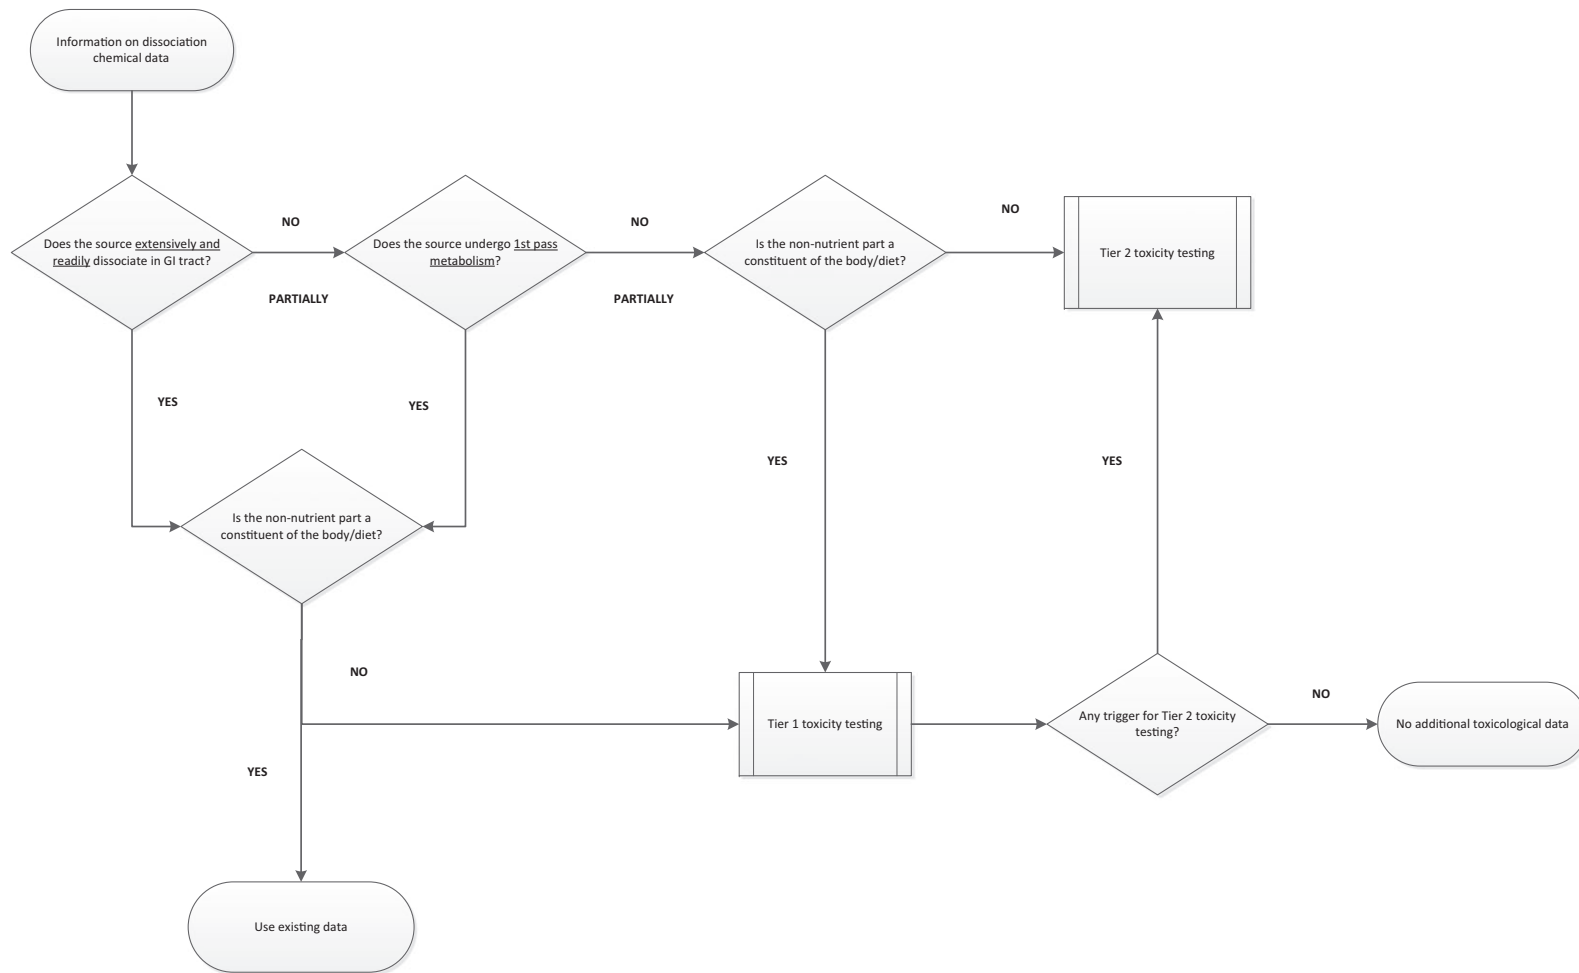 Information on dissociation
chemical data
Does the source extensively and
readily dissociate in GI tract?
NO
PARTIALLY
Does the source undergo 1st pass
metabolism?
NO
PARTIALLY
Is the non-nutrient part a
constituent of the body/diet?
NO
Tier 2 toxicity testing
YES
YES
YES
YES
Is the non-nutrient part a
constituent of the body/diet?
NO
YES
Tier 1 toxicity testing
Any trigger for Tier 2 toxicity
testing?
NO
No additional toxicological data
Use existing data